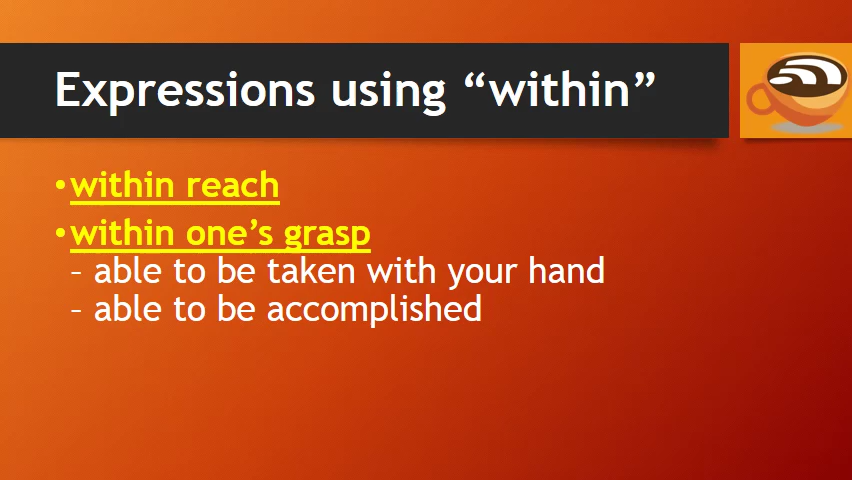 Expressions using “within”
•within reach
•within one’s grasp
– able to be taken with your hand
– able to be accomplished